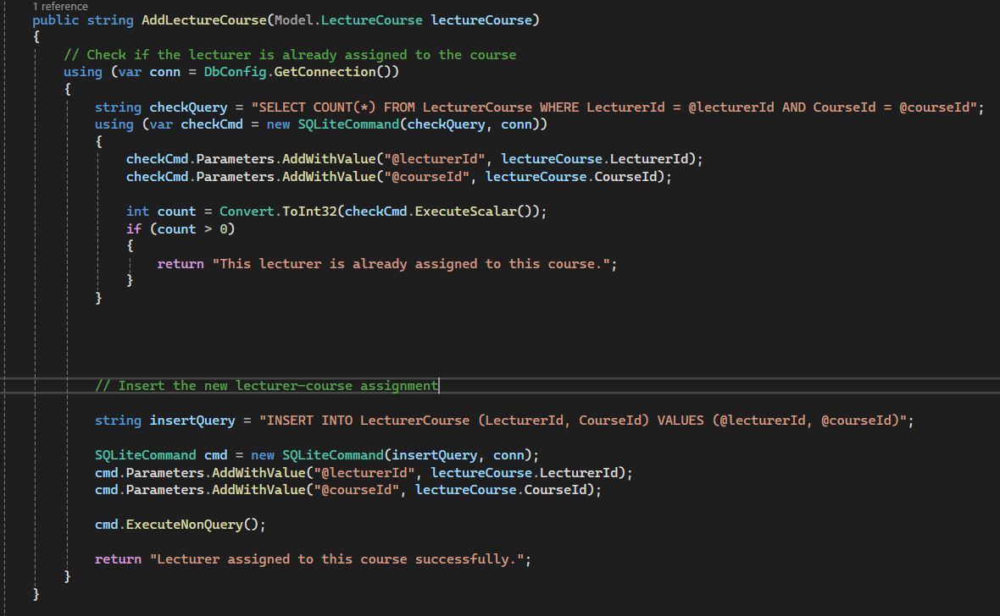 1 reference
public string AddLectureCourse(Model.LectureCourse lectureCourse)
{
// Check if the lecturer is already assigned to the course
using (var conn = DbConfig.GetConnection())
{
string checkQuery = "SELECT COUNT(*) FROM LecturerCourse WHERE LecturerId = @lecturerId AND CourseId = @courseId";
using (var checkCmd = new SQLiteCommand(checkQuery, conn))
{
checkCmd.Parameters.AddWithValue("@lecturerId", lectureCourse.LecturerId);
checkCmd.Parameters.AddWithValue("@courseId", lectureCourse.CourseId);
int count = Convert.ToInt32(checkCmd.ExecuteScalar());
if (count > 0)
{
return "This lecturer is already assigned to this course.";
}
}
// Insert the new lecturer-course assignment
string insertQuery = "INSERT INTO LecturerCourse (LecturerId, CourseId) VALUES (@lecturerId, @courseId)";
SQLiteCommand cmd = new SQLiteCommand(insertQuery, conn);
cmd.Parameters.AddWithValue("@lecturerId", lectureCourse.LecturerId);
cmd.Parameters.AddWithValue("@courseId", lectureCourse.CourseId);
cmd.ExecuteNonQuery();
return "Lecturer assigned to this course successfully.";
}
}